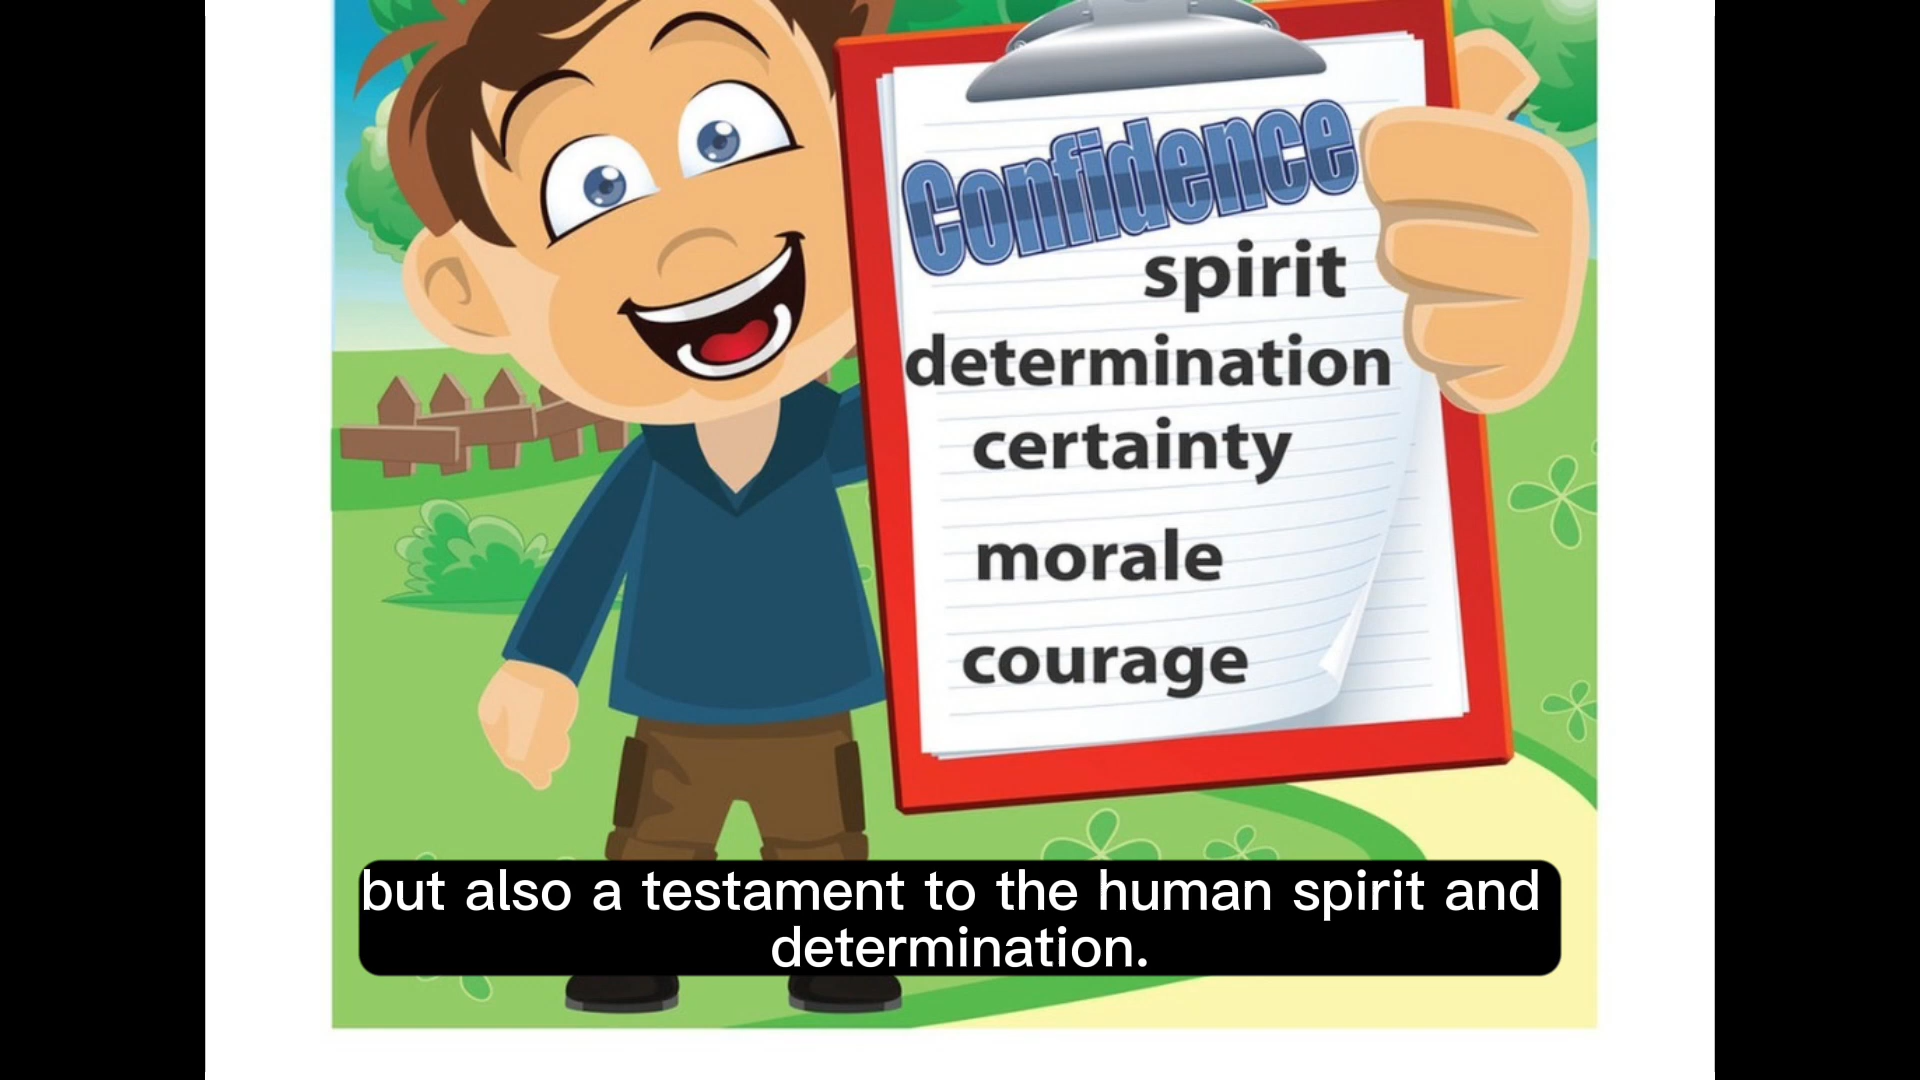 Confidence
spirit
determination
certainty
morale
courage
but also a testament to the human spirit and
determination.